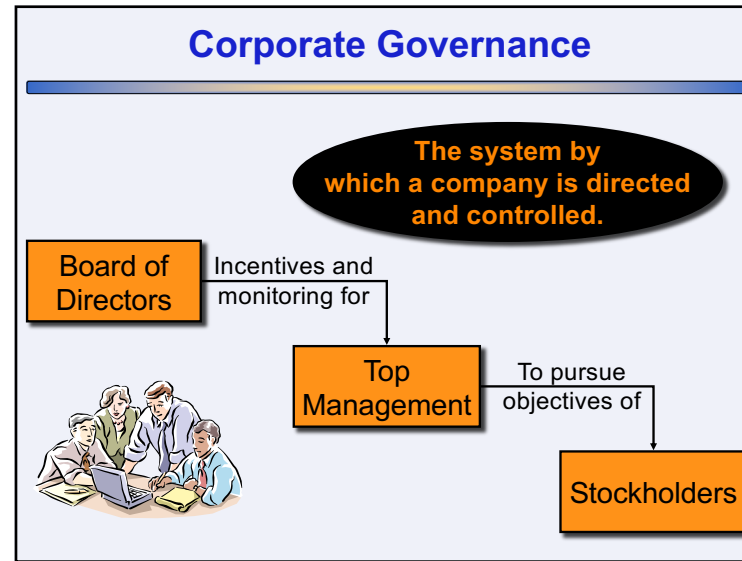 Corporate Governance
The system by
which a company is directed
and controlled.
Board of
Directors
Incentives and
monitoring for
Top
Management
To pursue
objectives of
Stockholders